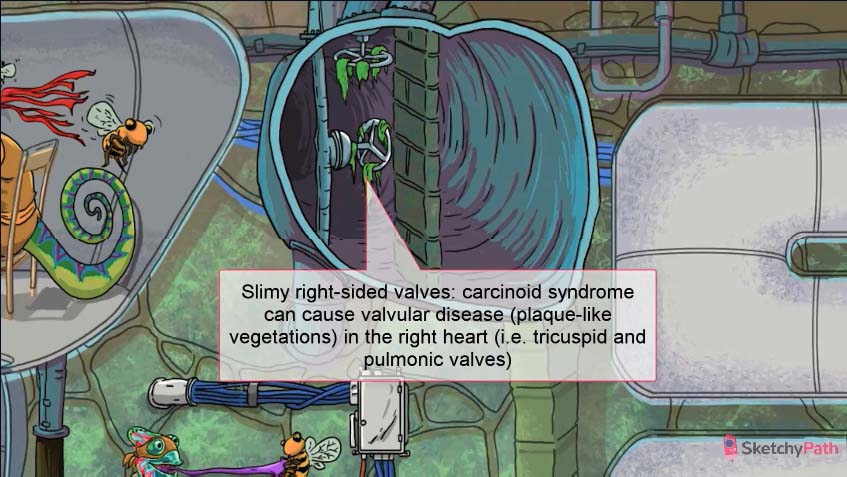 Slimy right-sided valves: carcinoid syndrome
can cause valvular disease (plaque-like
vegetations) in the right heart (i.e. tricuspid and
pulmonic valves)
SketchyPath